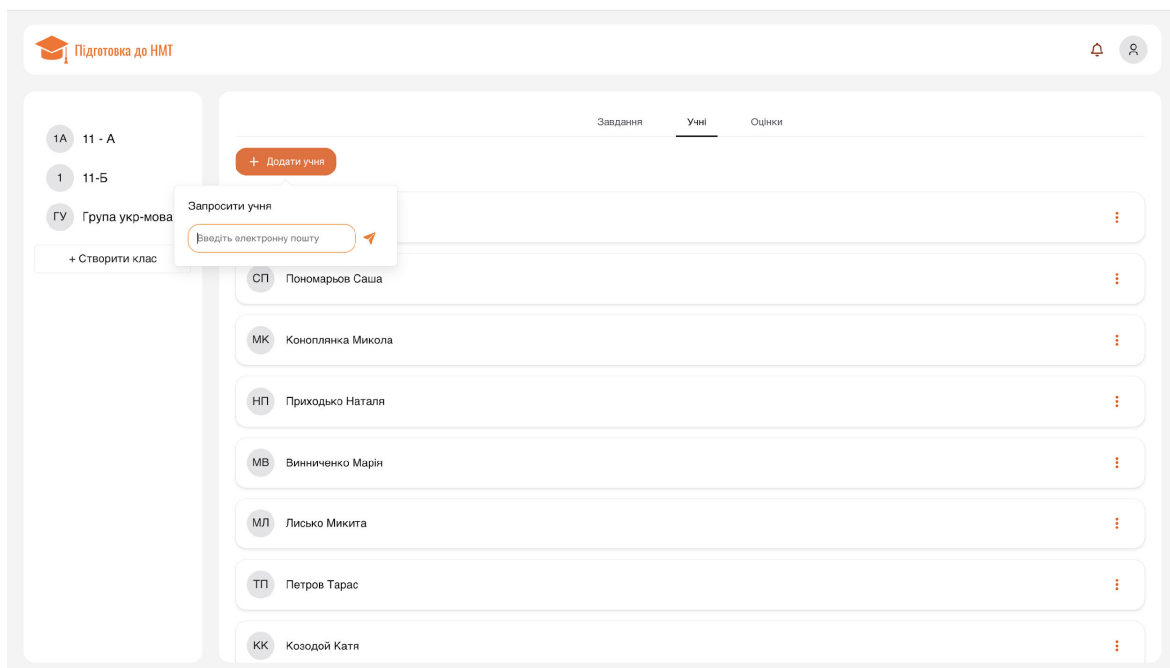 Підготовка до НМТ
1А 11 - А
1 11-Б
ГУ Група укр-мова
+ Створити клас
Завдання Учні Оцінки
+ Додати учня
Запросити учня
Введіть електронну пошту
СП Пономарьов Саша
МК Коноплянка Микола
НП Приходько Наталя
МВ Винниченко Марія
МЛ Лисько Микита
ТП Петров Тарас
КК Козодой Катя